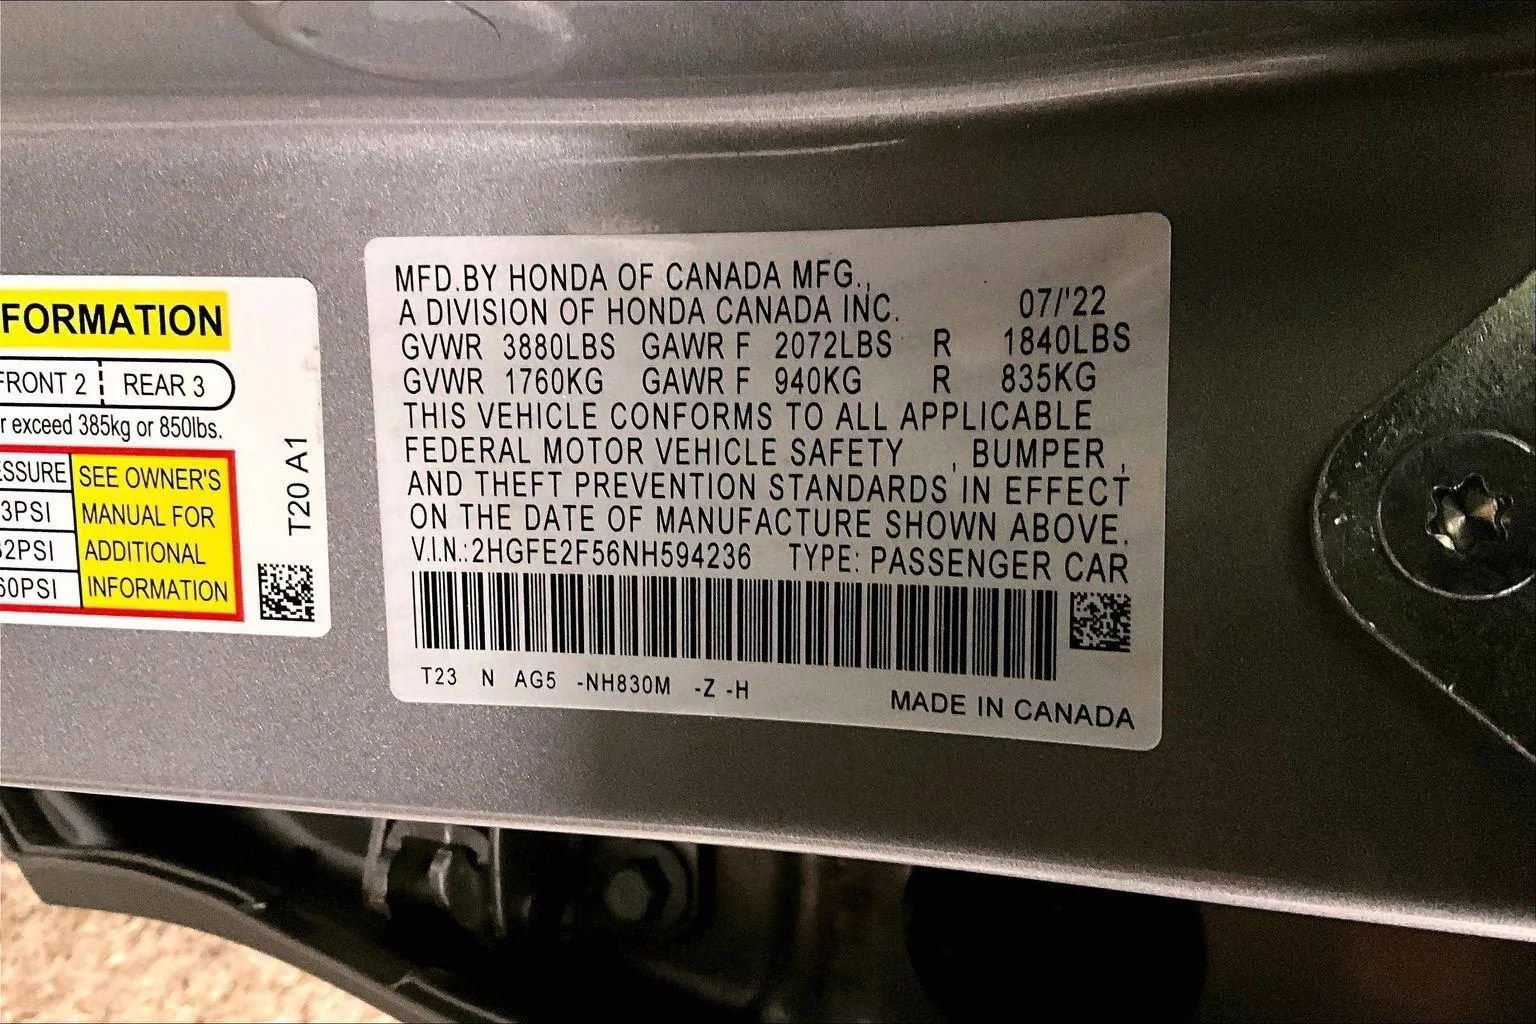 FORMATION
FRONT 2 REAR 3
r exceed 385kg or 850lbs.
ESSURE SEE OWNER'S
3PSI MANUAL FOR
32PSI ADDITIONAL
60PSI INFORMATION
T20 A1
MFD.BY HONDA OF CANADA MFG.,
A DIVISION OF HONDA CANADA INC. 07/'22
GVWR 3880LBS GAWR F 2072LBS R 1840LBS
GVWR 1760KG GAWR F 940KG R 835KG
THIS VEHICLE CONFORMS TO ALL APPLICABLE
FEDERAL MOTOR VEHICLE SAFETY , BUMPER ,
AND THEFT PREVENTION STANDARDS IN EFFECT
ON THE DATE OF MANUFACTURE SHOWN ABOVE.
V.I.N.:2HGFE2F56NH594236 TYPE: PASSENGER CAR
T23 N AG5 -NH830M -Z -H
MADE IN CANADA